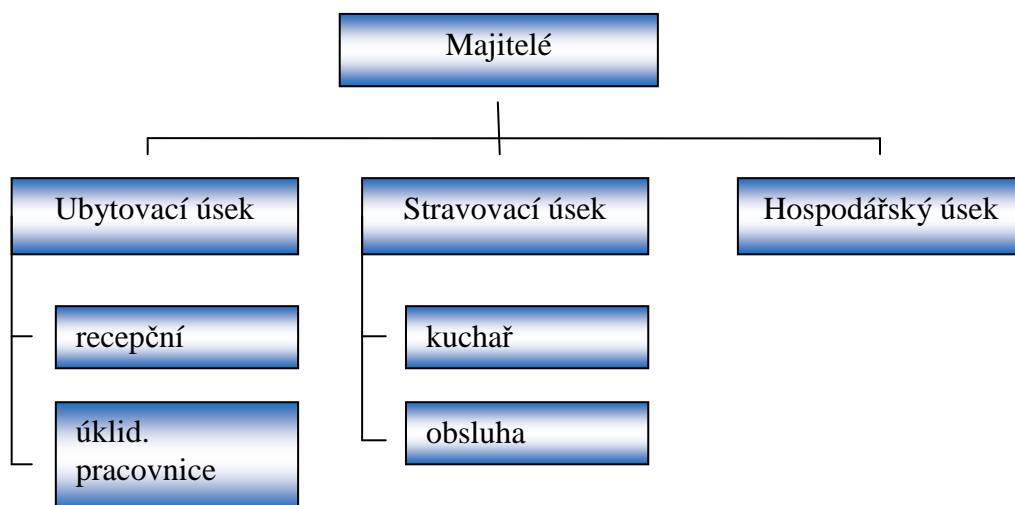 Majitelé
Ubytovací úsek
Stravovací úsek
Hospodářský úsek
recepční
kuchař
úklid.
pracovnice
obsluha